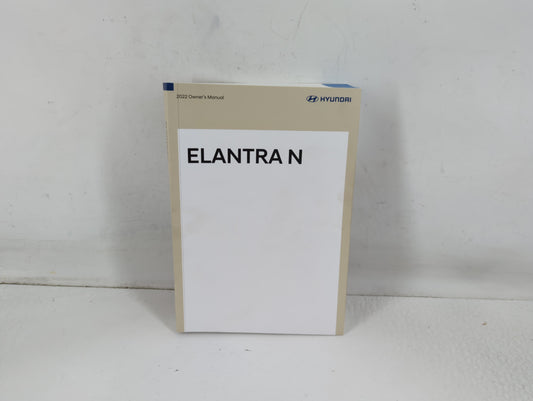 2022 Owner's Manual
HYUNDAI
ELANTRA N